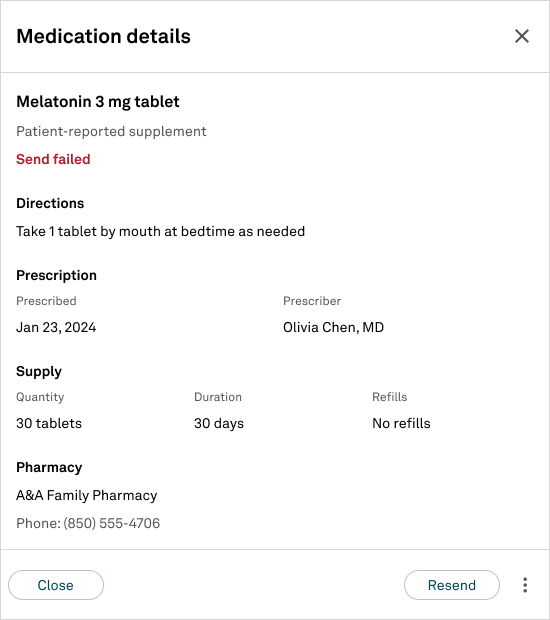 Medication details
Melatonin 3 mg tablet
Patient-reported supplement
Send failed
Directions
Take 1 tablet by mouth at bedtime as needed
Prescription
Prescribed Prescriber
Jan 23, 2024 Olivia Chen, MD
Supply
Quantity Duration Refills
30 tablets 30 days No refills
Pharmacy
A&A Family Pharmacy
Phone: (850) 555-4706
Close Resend